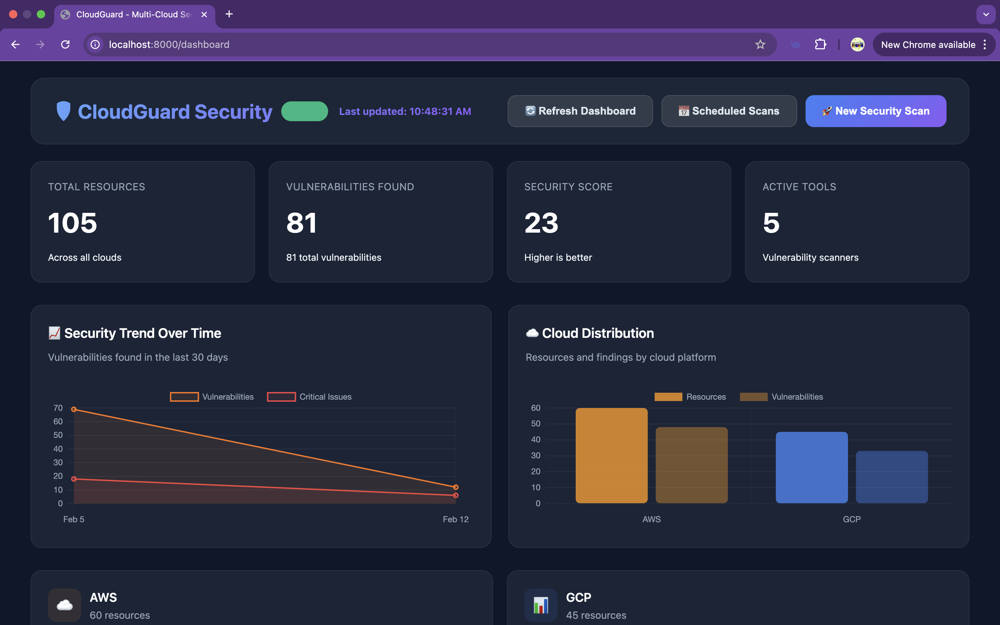 CloudGuard - Multi-Cloud Sec
localhost:8000/dashboard
New Chrome available
CloudGuard Security
Last updated: 10:48:31 AM
Refresh Dashboard
17
Scheduled Scans
New Security Scan
TOTAL RESOURCES
105
Across all clouds
VULNERABILITIES FOUND
81
81 total vulnerabilities
SECURITY SCORE
23
Higher is better
ACTIVE TOOLS
5
Vulnerability scanners
Security Trend Over Time
Vulnerabilities found in the last 30 days
Vulnerabilities
Critical Issues
70
60
50
40
30
20
10
0
Feb 5
Feb 12
Cloud Distribution
Resources and findings by cloud platform
Resources
Vulnerabilities
60
50
40
30
20
10
0
AWS
GCP
AWS
60 resources
GCP
45 resources